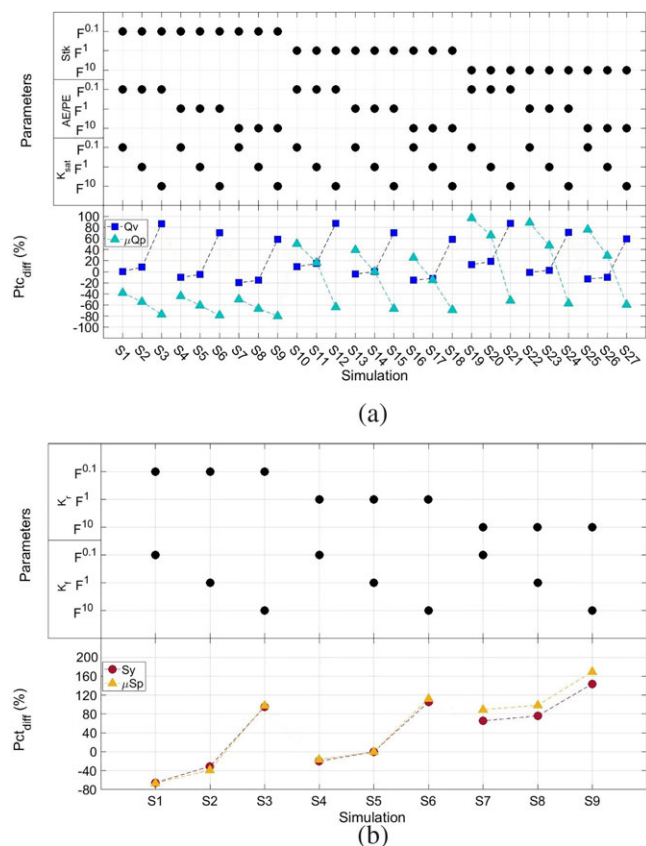 Parameters
Stk
F^0.1
F^1
F^10
AE/PE
F^0.1
F^1
F^10
K_sat
F^0.1
F^1
F^10
Ptc_diff (%)
100
80
60
40
20
0
-20
-40
-60
-80
-100
Qv
μQp
S1 S2 S3 S4 S5 S6 S7 S8 S9 S10 S11 S12 S13 S14 S15 S16 S17 S18 S19 S20 S21 S22 S23 S24 S25 S26 S27
Simulation
(a)
Parameters
K_r
F^0.1
F^1
F^10
K_f
F^0.1
F^1
F^10
Pct_diff (%)
200
160
120
80
40
0
-40
-80
Sy
μSp
S1 S2 S3 S4 S5 S6 S7 S8 S9
Simulation
(b)